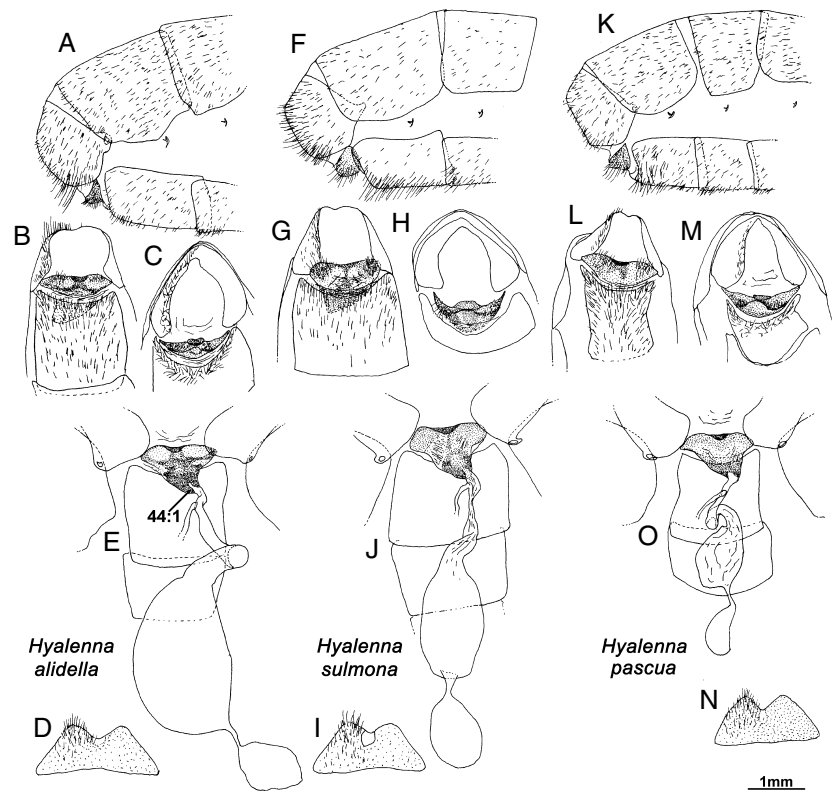 A
F
K
B
C
G
H
L
M
44:1
E
J
O
Hyalenna
alidella
Hyalenna
sulmona
Hyalenna
pascua
D
I
N
1mm